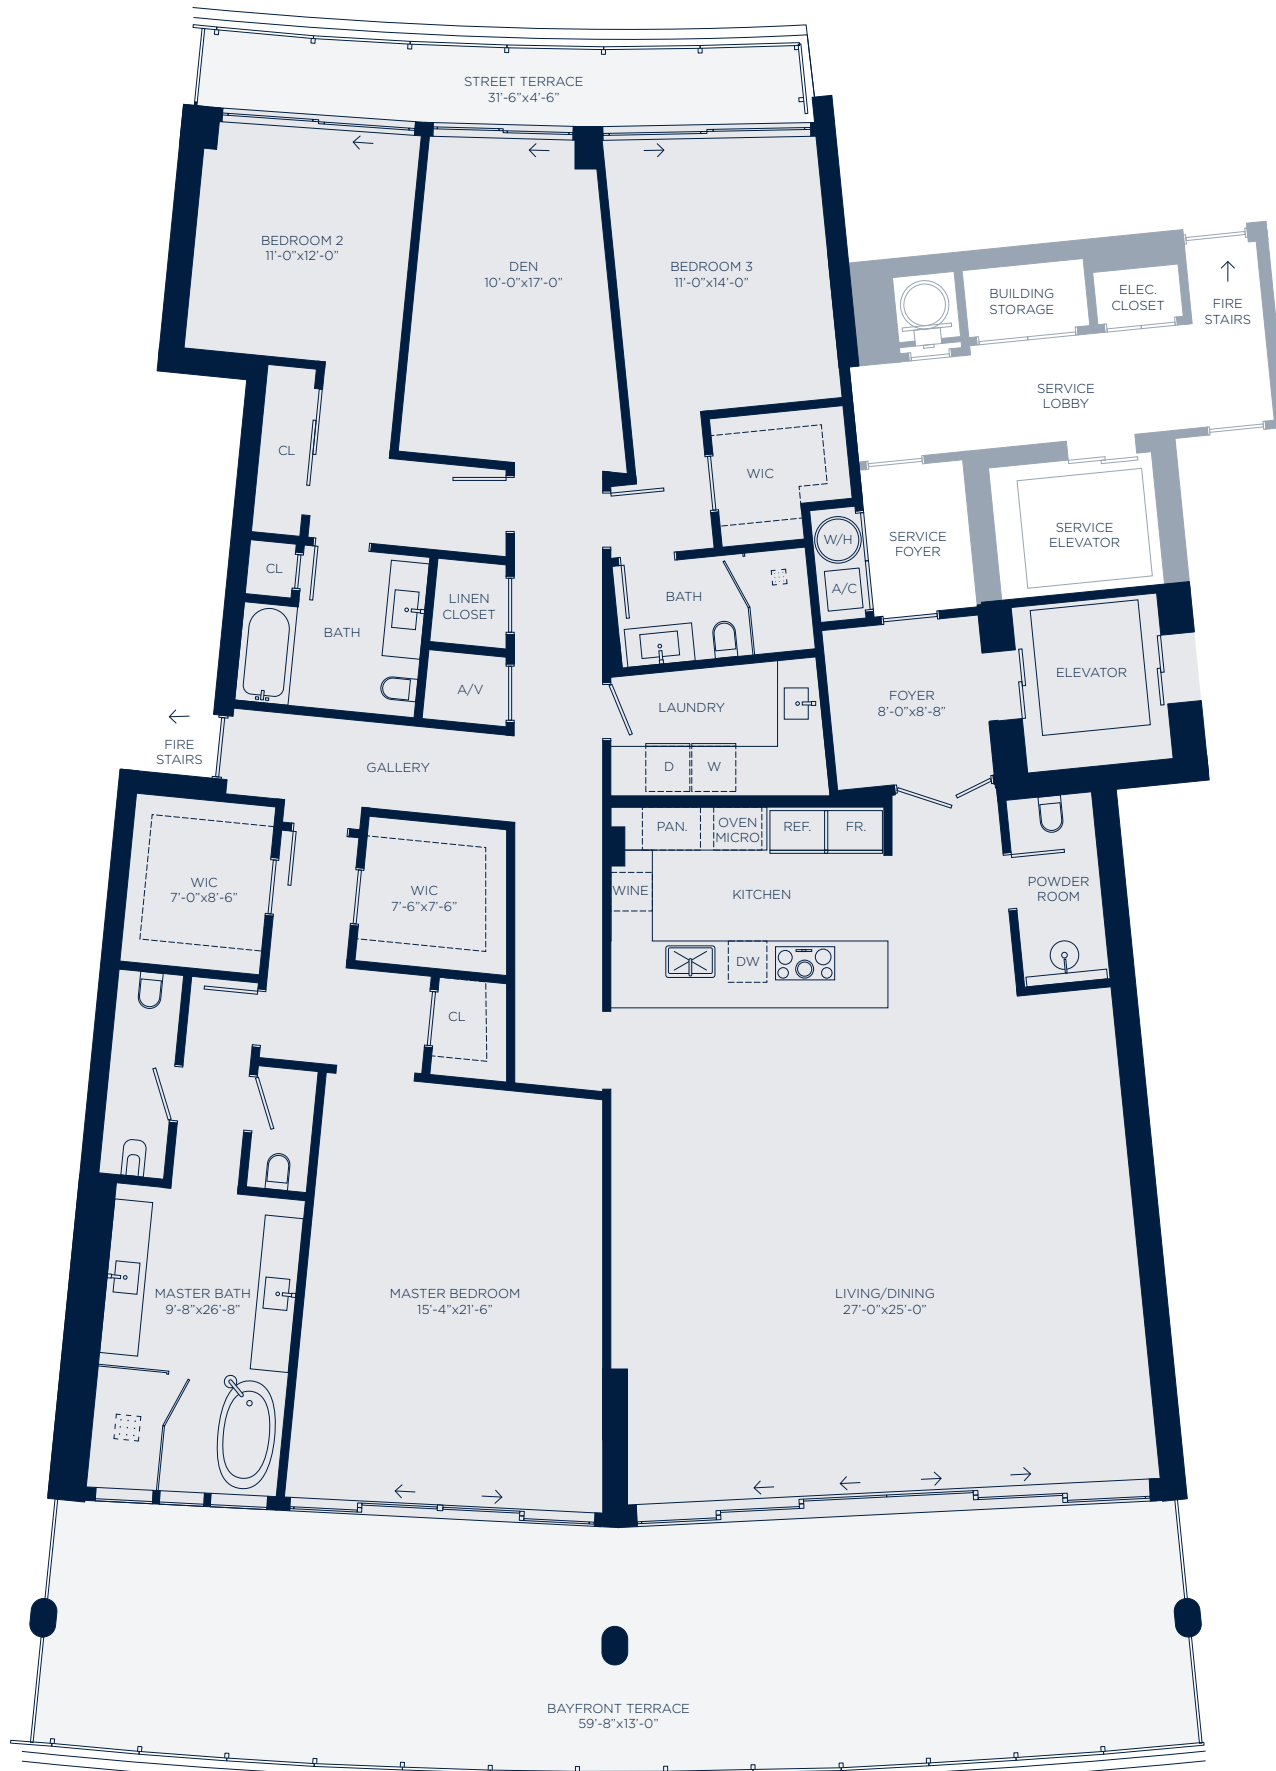 STREET TERRACE
31'-6"x4'-6"
BEDROOM 2
11'-0"x12'-0"
DEN
10'-0"x17'-0"
BEDROOM 3
11'-0"x14'-0"
BUILDING
STORAGE
ELEC.
CLOSET
FIRE
STAIRS
SERVICE
LOBBY
CL
WIC
W/H
SERVICE
FOYER
SERVICE
ELEVATOR
CL
LINEN
CLOSET
BATH
A/C
BATH
A/V
LAUNDRY
FOYER
8'-0"x8'-8"
ELEVATOR
FIRE
STAIRS
GALLERY
D
W
PAN.
OVEN
MICRO
REF.
FR.
WIC
7'-0"x8'-6"
WIC
7'-6"x7'-6"
WINE
KITCHEN
POWDER
ROOM
DW
CL
MASTER BATH
9'-8"x26'-8"
MASTER BEDROOM
15'-4"x21'-6"
LIVING/DINING
27'-0"x25'-0"
BAYFRONT TERRACE
59'-8"x13'-0"